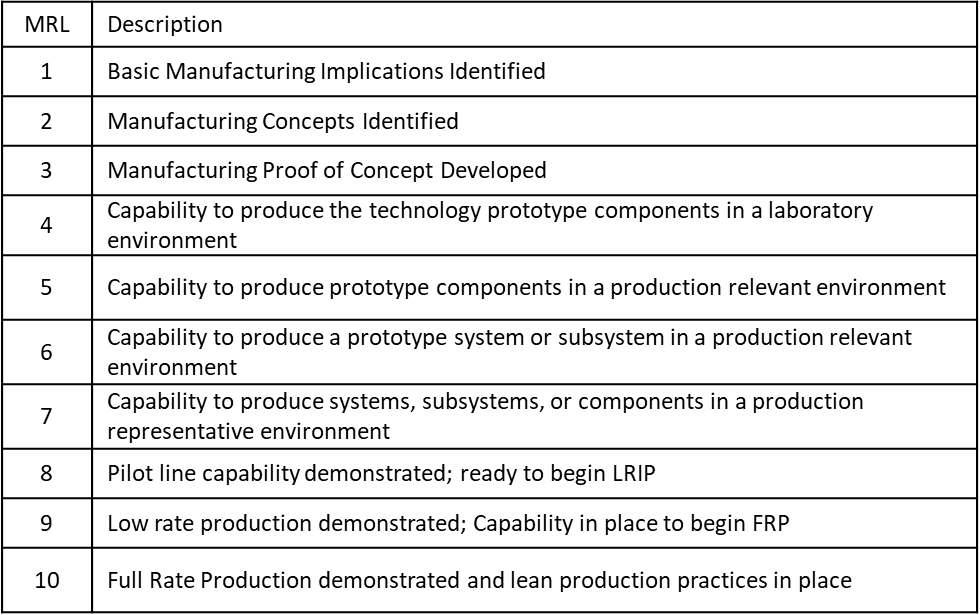 MRL Description
1 Basic Manufacturing Implications Identified
2 Manufacturing Concepts Identified
3 Manufacturing Proof of Concept Developed
4 Capability to produce the technology prototype components in a laboratory
environment
5 Capability to produce prototype components in a production relevant environment
6 Capability to produce a prototype system or subsystem in a production relevant
environment
7 Capability to produce systems, subsystems, or components in a production
representative environment
8 Pilot line capability demonstrated; ready to begin LRIP
9 Low rate production demonstrated; Capability in place to begin FRP
10 Full Rate Production demonstrated and lean production practices in place